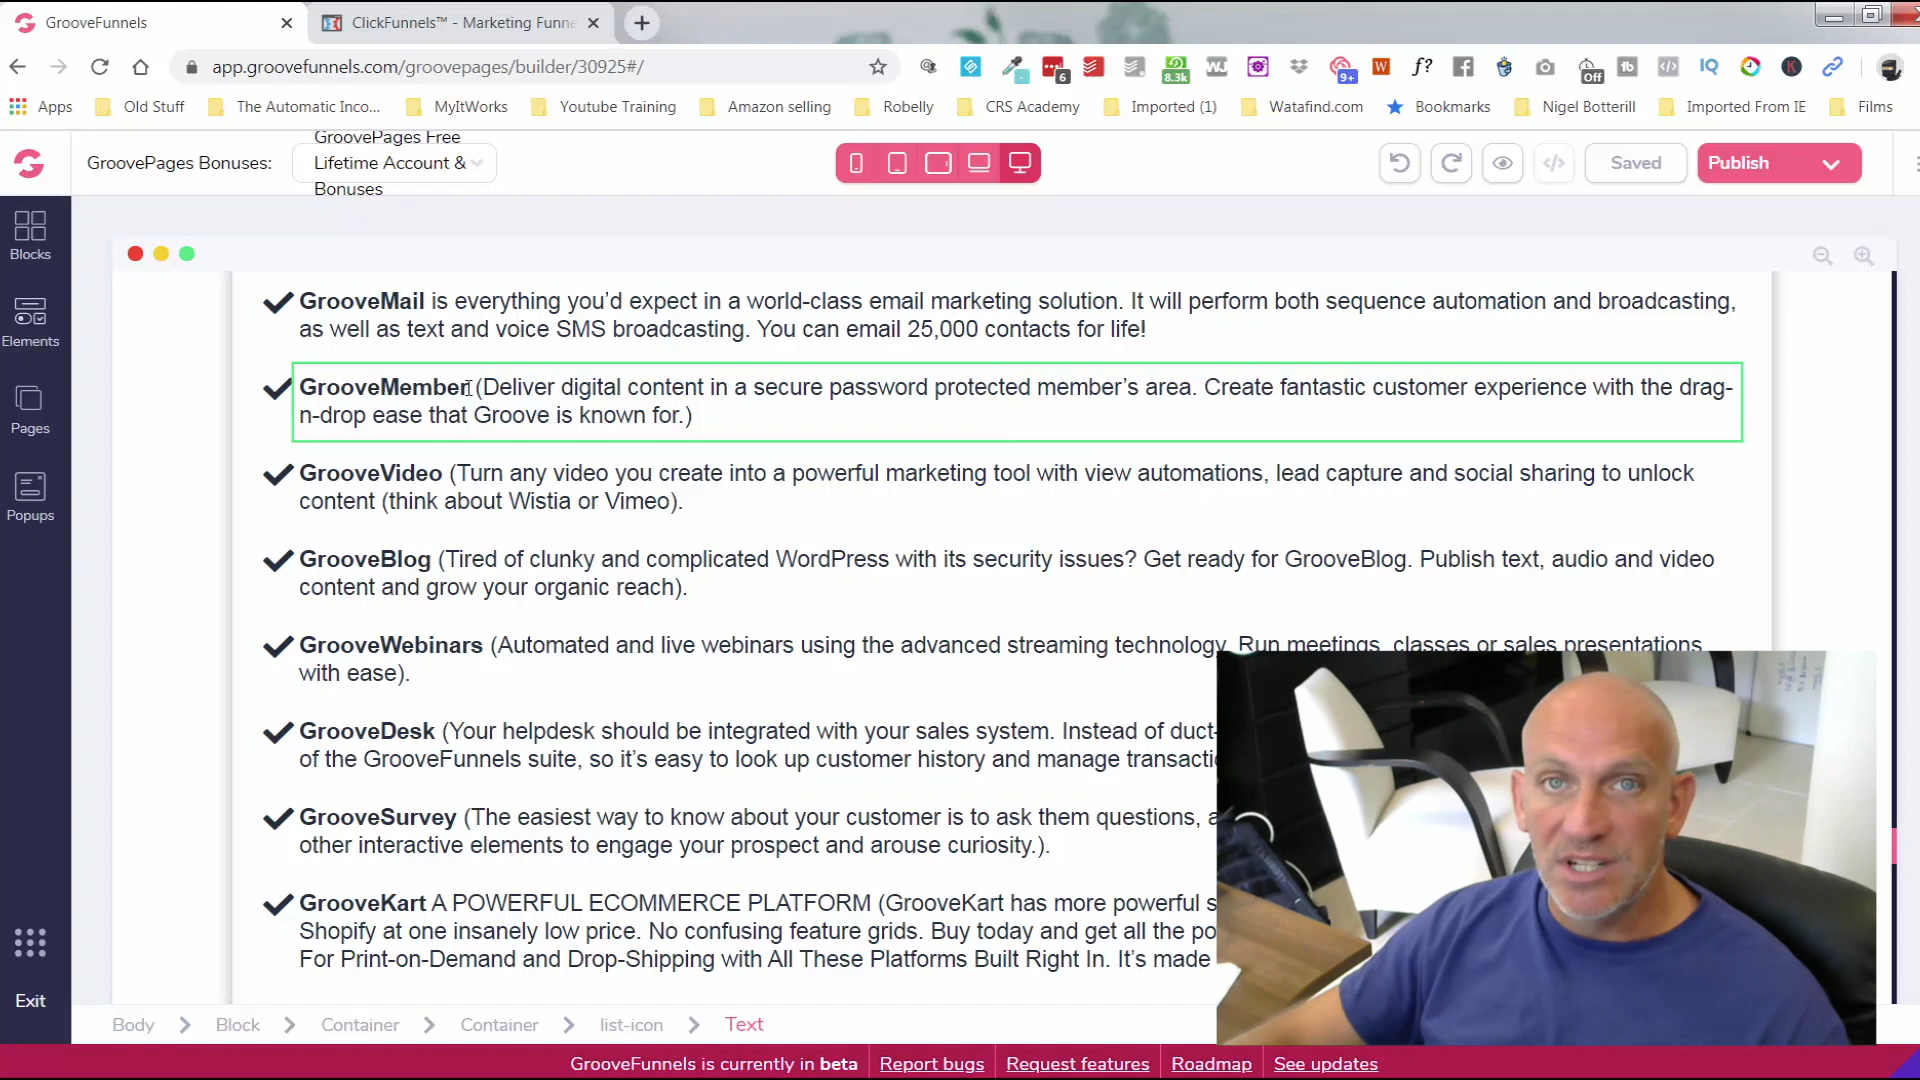 GrooveFunnels
ClickFunnels™ - Marketing Funne
app.groovefunnels.com/groovepages/builder/30925#/
6
8.3k
9+
W
f?
Off
IQ
Apps
Old Stuff
The Automatic Inco...
MyItWorks
Youtube Training
Amazon selling
Robelly
CRS Academy
Imported (1)
Watafind.com
Bookmarks
Nigel Botterill
Imported From IE
Films
GroovePages Bonuses:
GroovePages Free
Lifetime Account &
Bonuses
Saved
Publish
Blocks
Elements
Pages
Popups
Exit
GrooveMail is everything you’d expect in a world-class email marketing solution. It will perform both sequence automation and broadcasting,
as well as text and voice SMS broadcasting. You can email 25,000 contacts for life!
GrooveMember (Deliver digital content in a secure password protected member’s area. Create fantastic customer experience with the drag-
n-drop ease that Groove is known for.)
GrooveVideo (Turn any video you create into a powerful marketing tool with view automations, lead capture and social sharing to unlock
content (think about Wistia or Vimeo).
GrooveBlog (Tired of clunky and complicated WordPress with its security issues? Get ready for GrooveBlog. Publish text, audio and video
content and grow your organic reach).
GrooveWebinars (Automated and live webinars using the advanced streaming technology. Run meetings, classes or sales presentations
with ease).
GrooveDesk (Your helpdesk should be integrated with your sales system. Instead of duct-
of the GrooveFunnels suite, so it’s easy to look up customer history and manage transacti
GrooveSurvey (The easiest way to know about your customer is to ask them questions, a
other interactive elements to engage your prospect and arouse curiosity.).
GrooveKart A POWERFUL ECOMMERCE PLATFORM (GrooveKart has more powerful s
Shopify at one insanely low price. No confusing feature grids. Buy today and get all the po
For Print-on-Demand and Drop-Shipping with All These Platforms Built Right In. It’s made
Body
Block
Container
Container
list-icon
Text
GrooveFunnels is currently in beta
Report bugs
Request features
Roadmap
See updates